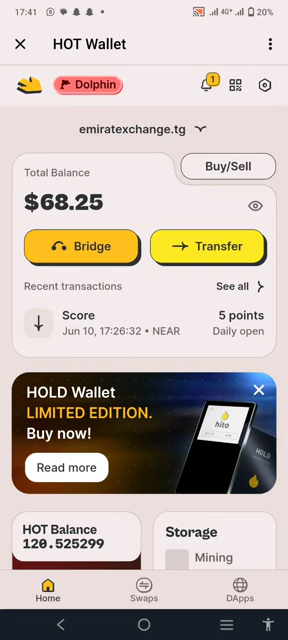 17:41
4G+
20%
HOT Wallet
Dolphin
1
emiratexchange.tg
Total Balance
Buy/Sell
$68.25
Bridge
Transfer
Recent transactions
See all
Score
5 points
Jun 10, 17:26:32 • NEAR
Daily open
HOLD Wallet
LIMITED EDITION.
Buy now!
Read more
hito
HOLD
HOT Balance
120.525299
Storage
Mining
Home
Swaps
DApps